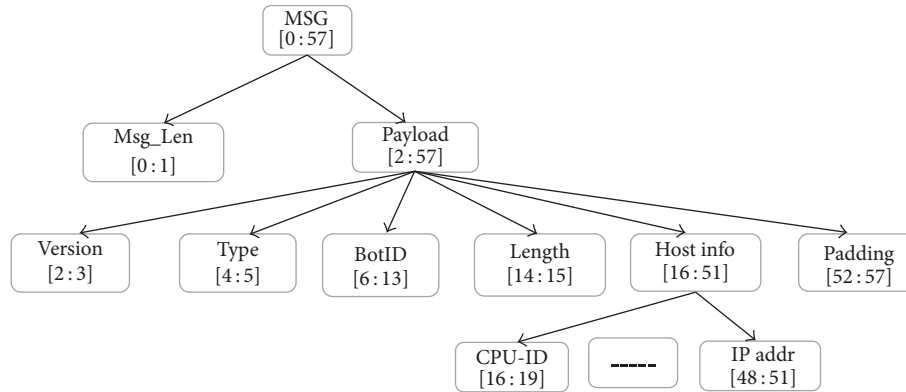 MSG
[0 : 57]
Msg_Len
[0 : 1]
Payload
[2 : 57]
Version
[2 : 3]
Type
[4 : 5]
BotID
[6 : 13]
Length
[14 : 15]
Host info
[16 : 51]
Padding
[52 : 57]
CPU-ID
[16 : 19]
-----
IP addr
[48 : 51]